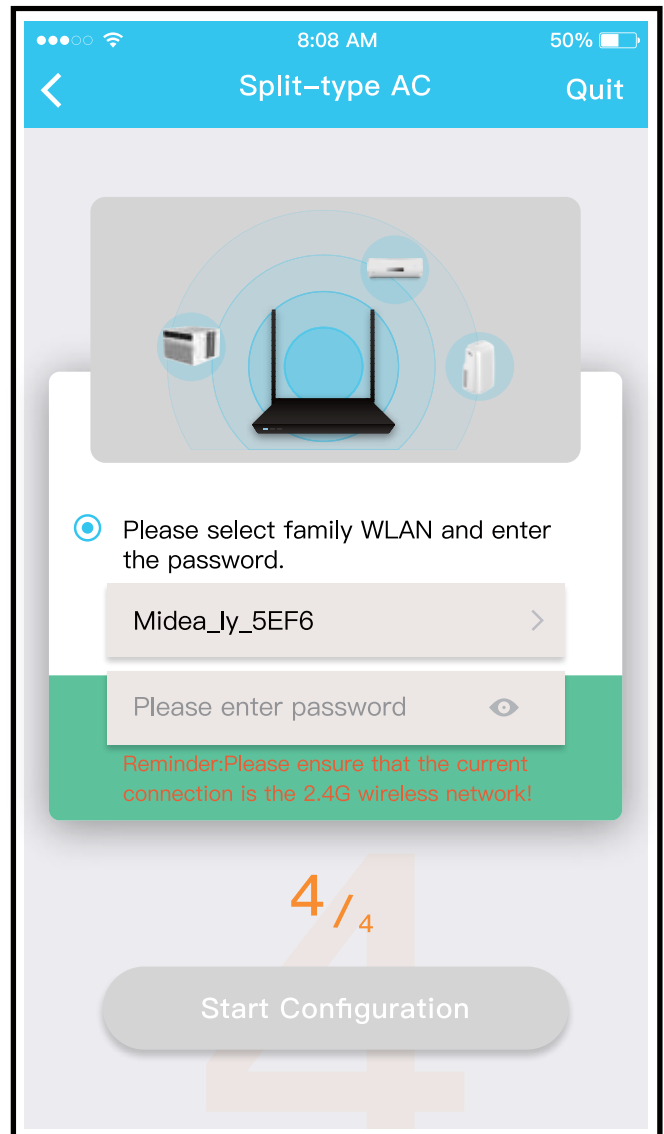 8:08 AM
50%
Split-type AC
Quit
Please select family WLAN and enter
the password.
Midea_ly_5EF6
Please enter password
Reminder:Please ensure that the current
connection is the 2.4G wireless network!
4/4
4
Start Configuration